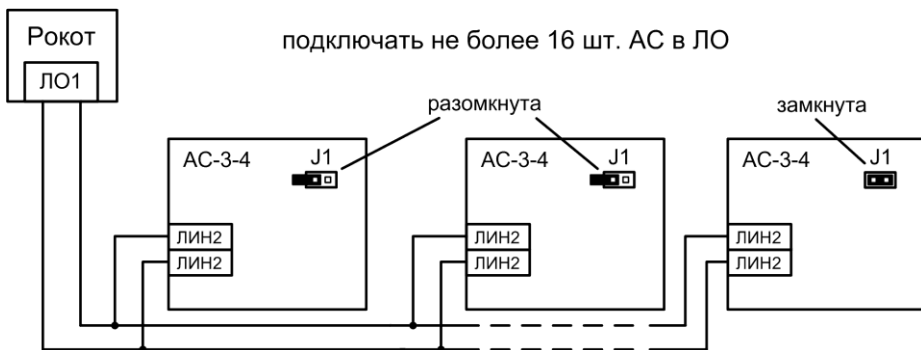 Рокот
ЛО1
подключать не более 16 шт. АС в ЛО
разомкнута
замкнута
АС-3-4
J1
АС-3-4
J1
АС-3-4
J1
ЛИН2
ЛИН2
ЛИН2
ЛИН2
ЛИН2
ЛИН2